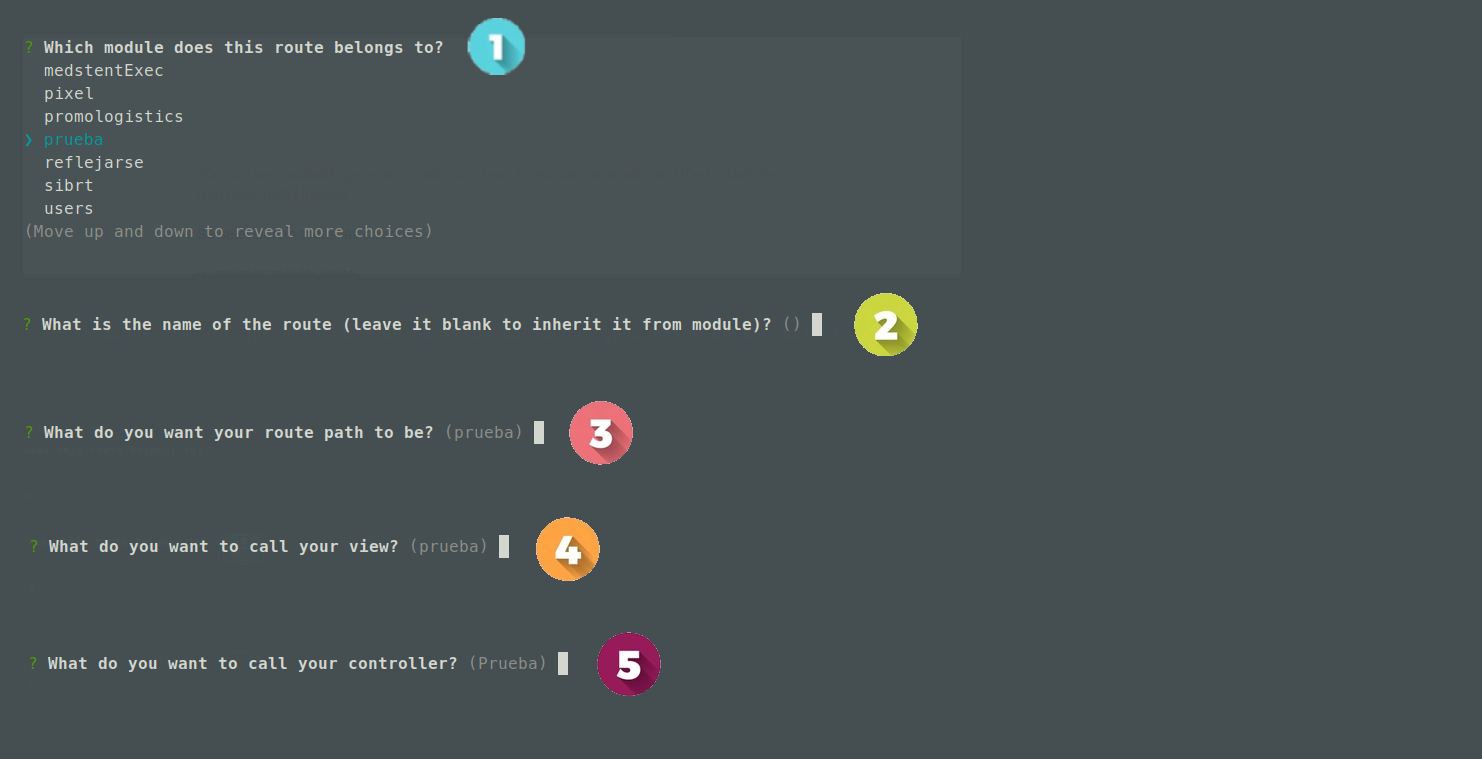 ? Which module does this route belongs to? 1
medstentExec
pixel
promologistics
❯ prueba
reflejarse
sibrt
users
(Move up and down to reveal more choices)
? What is the name of the route (leave it blank to inherit it from module)? () 2
? What do you want your route path to be? (prueba) 3
? What do you want to call your view? (prueba) 4
? What do you want to call your controller? (Prueba) 5